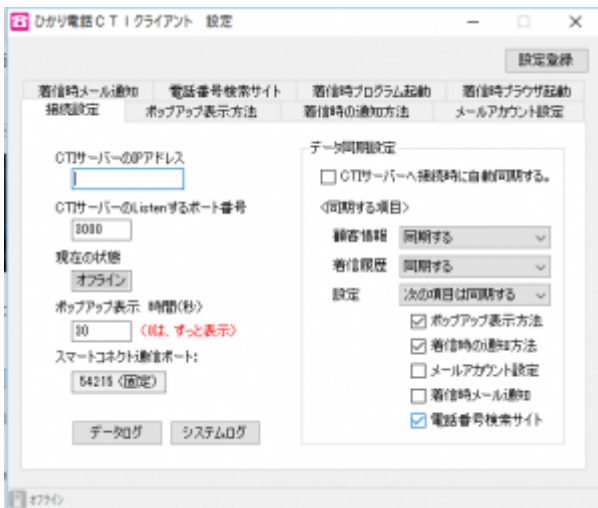 ひかり電話CTIクライアント 設定
設定登録
着信時メール通知 電話番号検索サイト 着信時プログラム起動 着信時ブラウザ起動
接続設定 ポップアップ表示方法 着信時の通知方法 メールアカウント設定
CTIサーバーのIPアドレス
CTIサーバーのListenするポート番号
3000
現在の状態
オフライン
ポップアップ表示 時間(秒)
30 (0は、ずっと表示)
スマートコネクト通信ポート:
54215 (固定)
データログ システムログ
データ同期設定
CTIサーバーへ接続時に自動同期する。
<同期する項目>
顧客情報 同期する
着信履歴 同期する
設定 次の項目は同期する
ポップアップ表示方法
着信時の通知方法
メールアカウント設定
着信時メール通知
電話番号検索サイト
オフライン